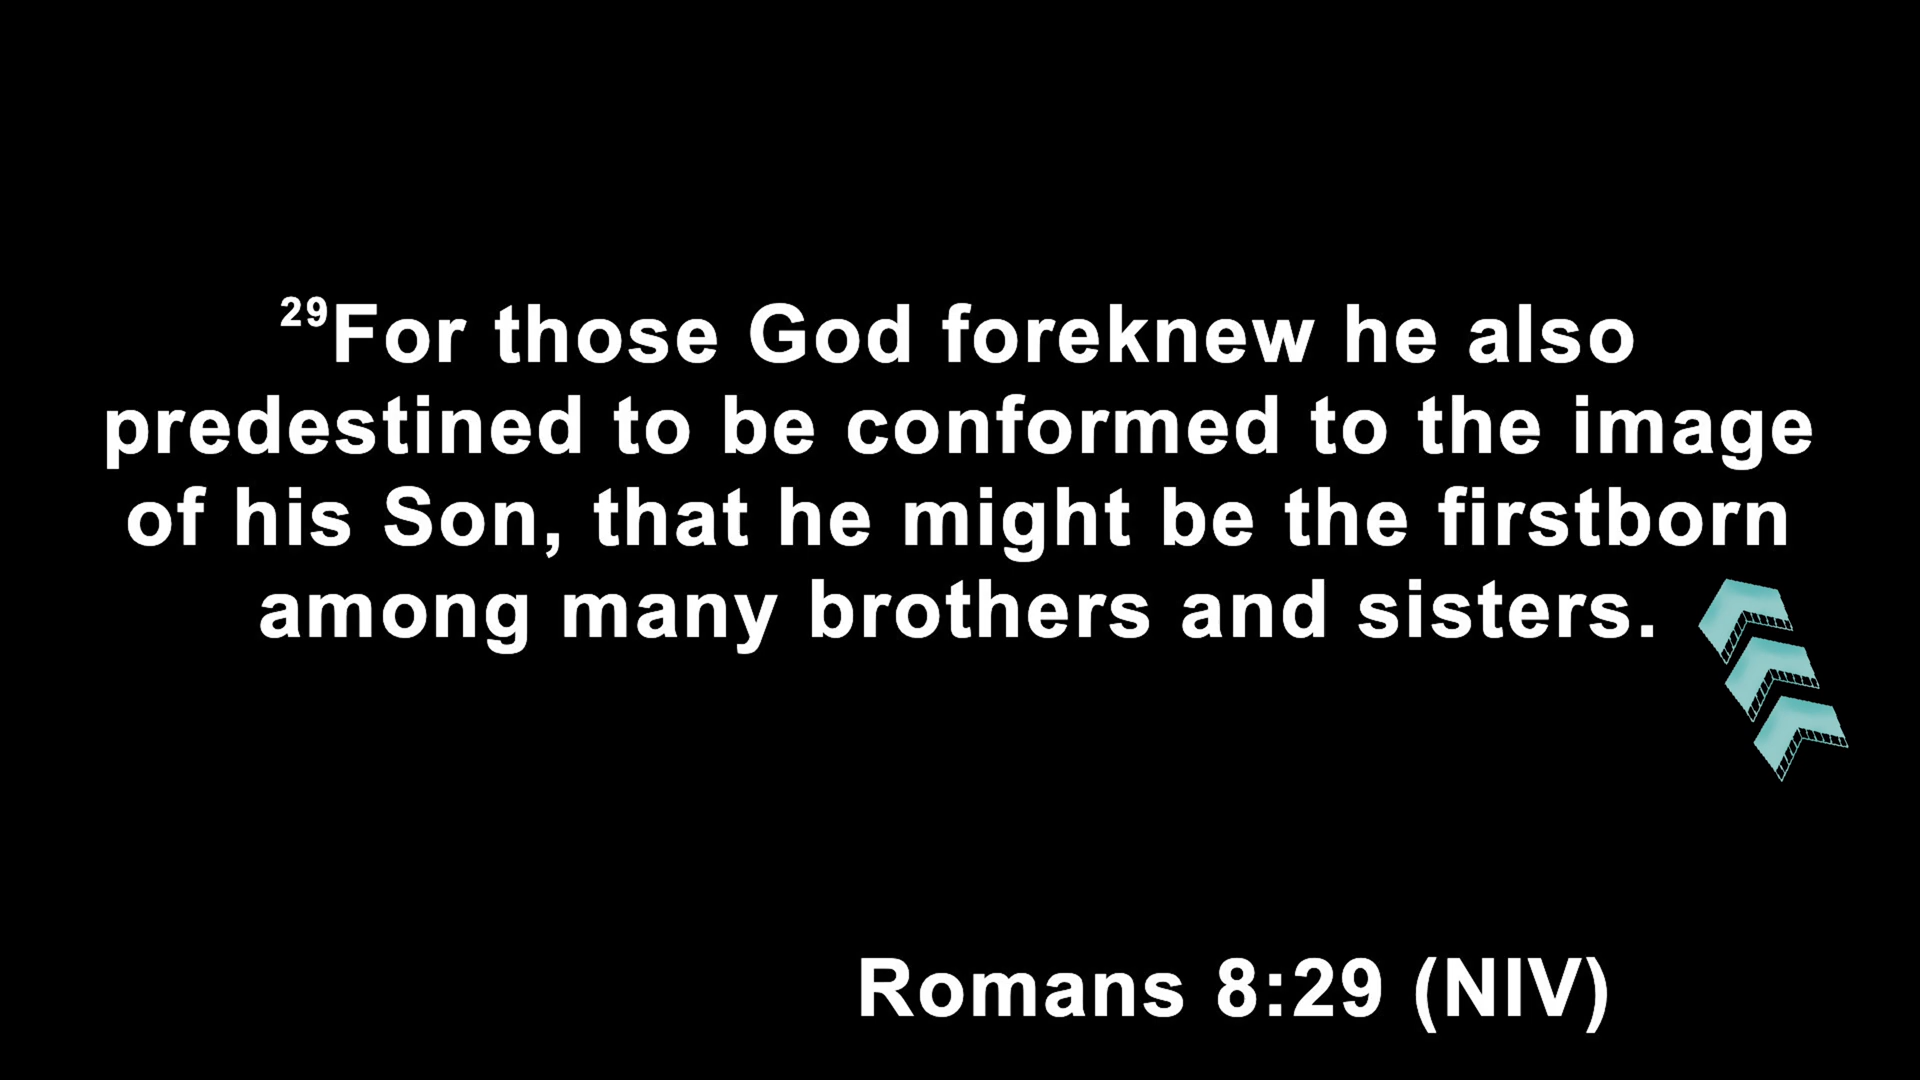 ²⁹For those God foreknew he also
predestined to be conformed to the image
of his Son, that he might be the firstborn
among many brothers and sisters.
Romans 8:29 (NIV)